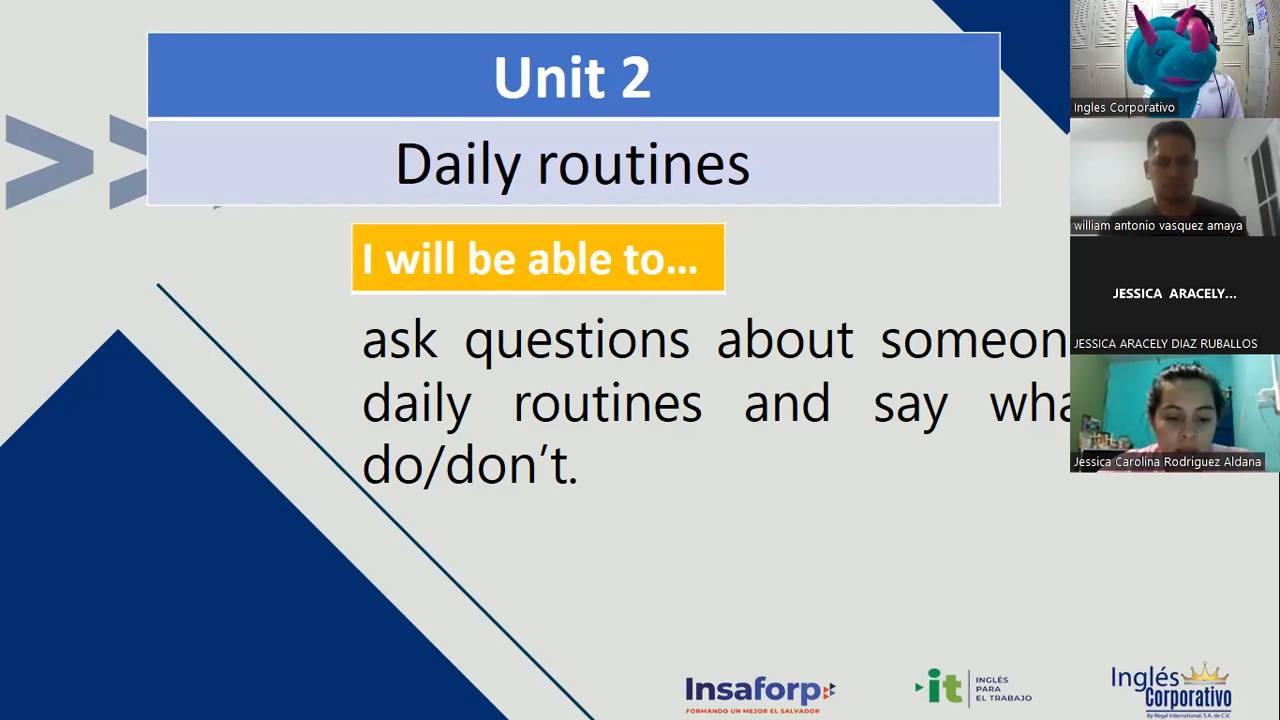 Unit 2
Daily routines
I will be able to...
ask questions about someon
daily routines and say wha
do/don't.
Ingles Corporativo
william antonio vasquez amaya
JESSICA ARACELY...
JESSICA ARACELY DIAZ RUBALLOS
Jessica Carolina Rodriguez Aldana
Insaforp
FORMANDO UN MEJOR EL SALVADOR
it
INGLÉS
PARA
EL TRABAJO
Inglés
Corporativo
By Regal International, S.A. de C.V.